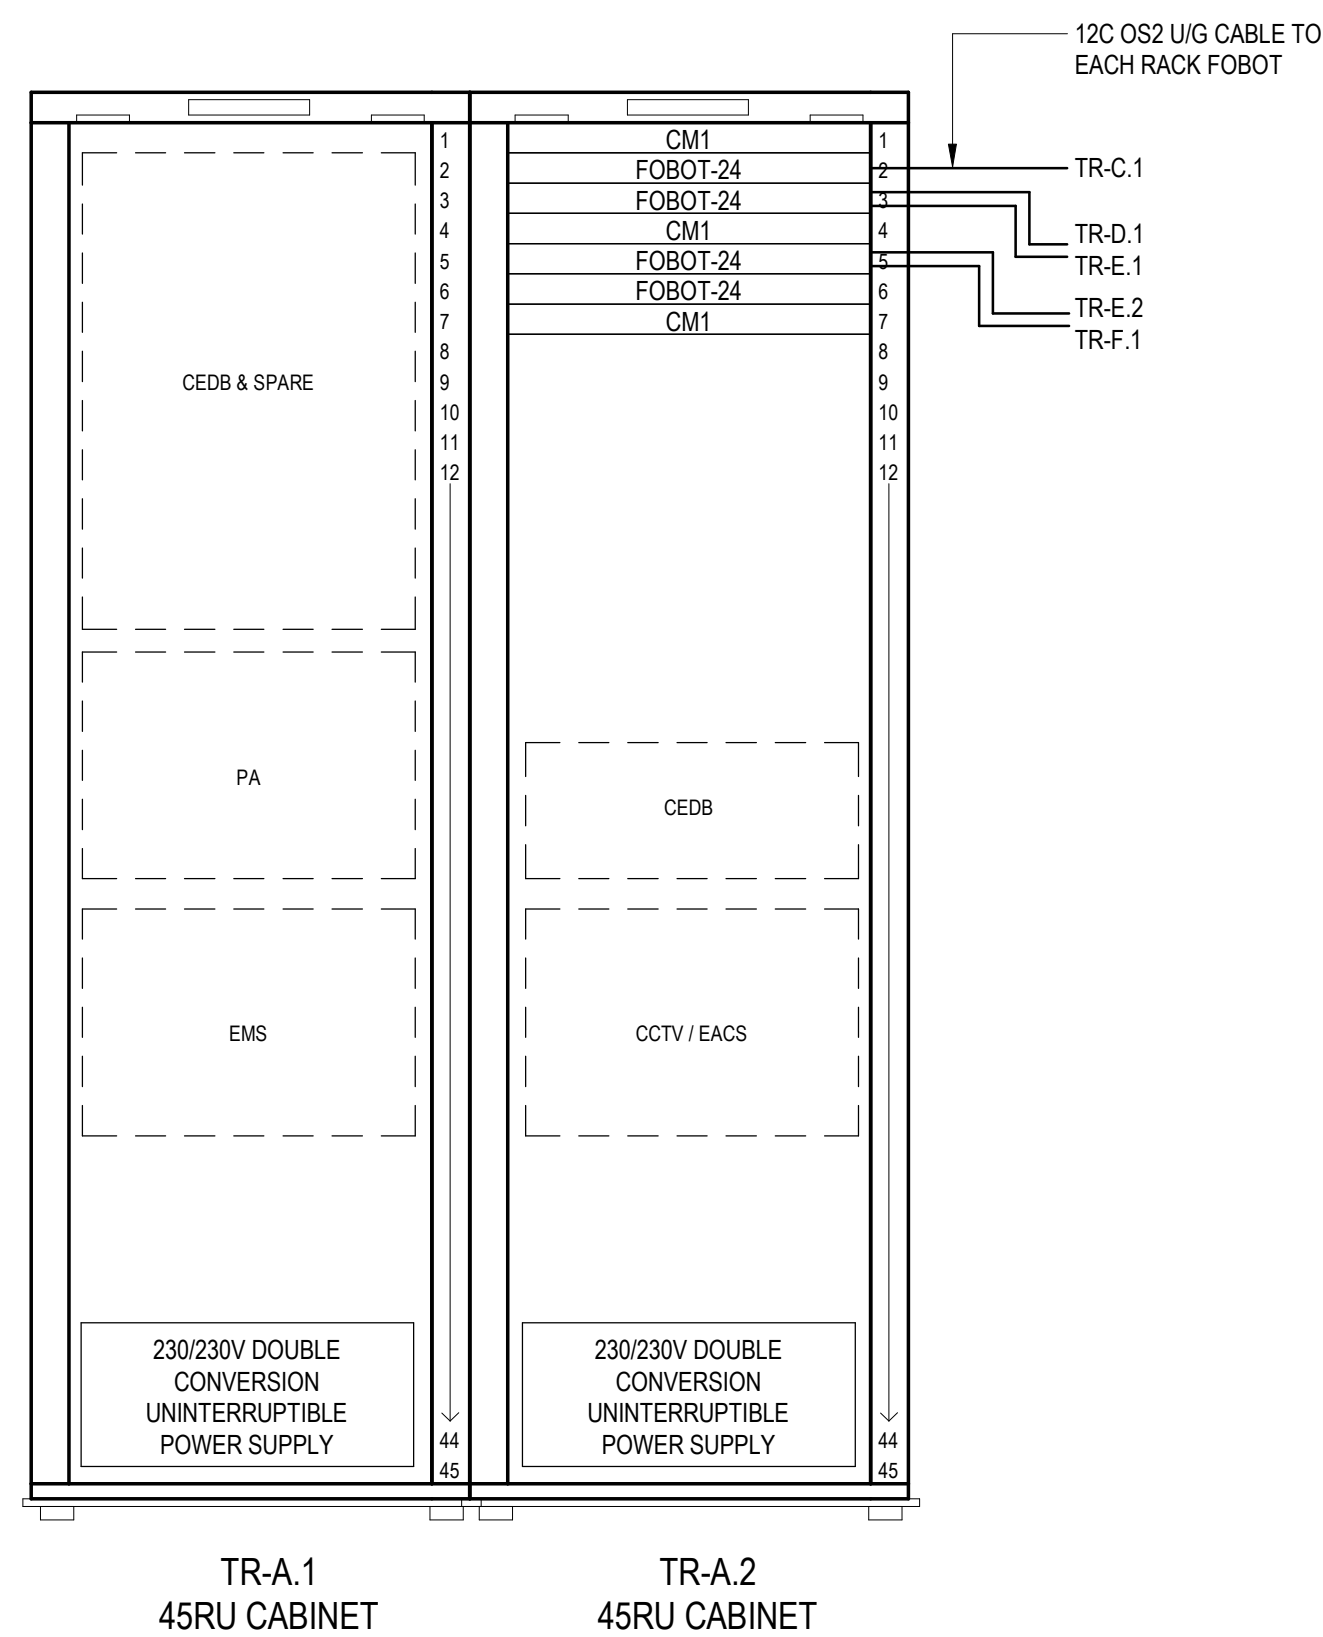 12C OS2 U/G CABLE TO
EACH RACK FOBOT
1
CM1
1
2
FOBOT-24
2
TR-C.1
3
FOBOT-24
3
4
CM1
4
TR-D.1
5
FOBOT-24
5
TR-E.1
6
FOBOT-24
6
TR-E.2
7
CM1
7
TR-F.1
8
8
CEDB & SPARE
9
9
10
10
11
11
12
12
PA
CEDB
EMS
CCTV / EACS
230/230V DOUBLE
CONVERSION
UNINTERRUPTIBLE
POWER SUPPLY
44
45
230/230V DOUBLE
CONVERSION
UNINTERRUPTIBLE
POWER SUPPLY
44
45
TR-A.1
45RU CABINET
TR-A.2
45RU CABINET